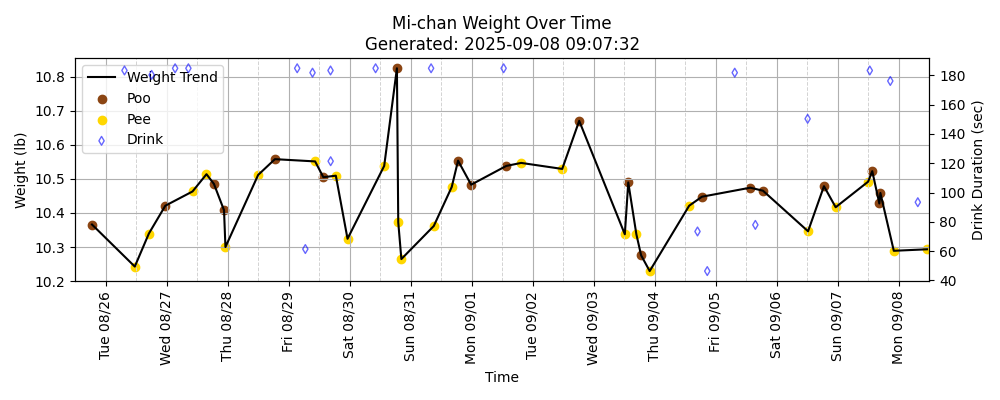 Mi-chan Weight Over Time
Generated: 2025-09-08 09:07:32
Weight Trend
Poo
Pee
Drink
Weight (lb)
10.8
10.7
10.6
10.5
10.4
10.3
10.2
Drink Duration (sec)
180
160
140
120
100
80
60
40
Tue 08/26
Wed 08/27
Thu 08/28
Fri 08/29
Sat 08/30
Sun 08/31
Mon 09/01
Tue 09/02
Wed 09/03
Thu 09/04
Fri 09/05
Sat 09/06
Sun 09/07
Mon 09/08
Time